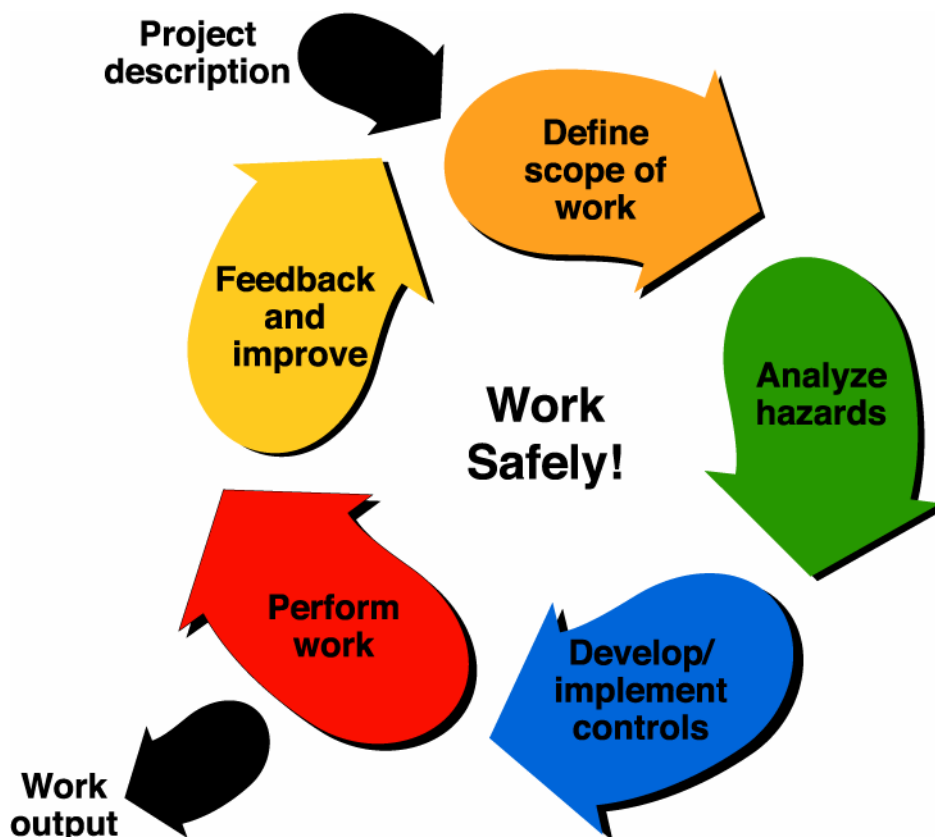 Project
description
Define
scope of
work
Analyze
hazards
Develop/
implement
controls
Perform
work
Work
output
Feedback
and
improve
Work
Safely!